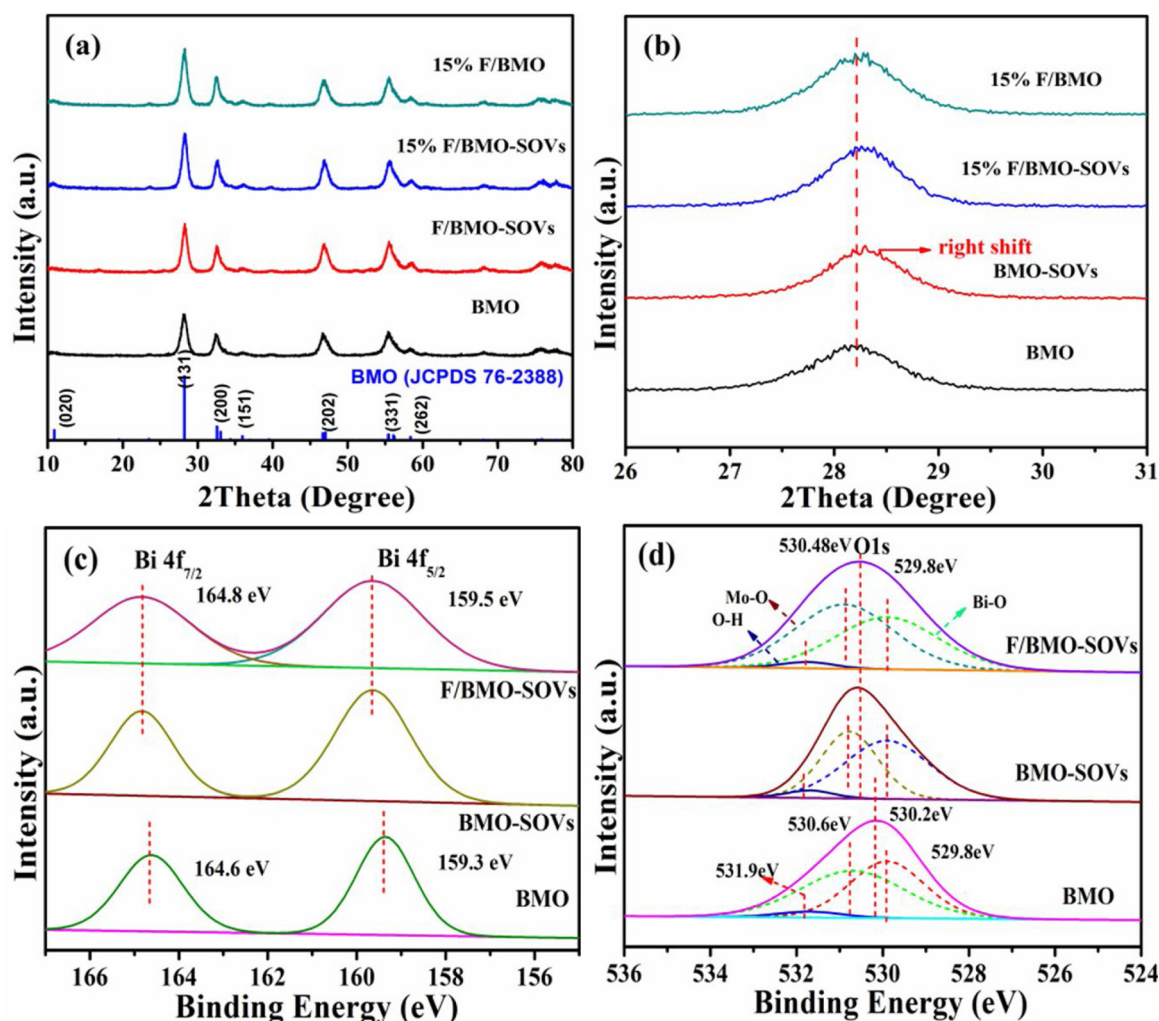 (a)
15% F/BMO
15% F/BMO-SOVs
F/BMO-SOVs
BMO
BMO (JCPDS 76-2388)
(020)
(131)
(200)
(151)
(202)
(331)
(262)
10 20 30 40 50 60 70 80
2Theta (Degree)
Intensity (a.u.)
(b)
15% F/BMO
15% F/BMO-SOVs
right shift
BMO-SOVs
BMO
26 27 28 29 30 31
2Theta (Degree)
Intensity (a.u.)
(c)
Bi 4f7/2
Bi 4f5/2
164.8 eV
159.5 eV
F/BMO-SOVs
BMO-SOVs
164.6 eV
159.3 eV
BMO
166 164 162 160 158 156
Binding Energy (eV)
Intensity (a.u.)
(d)
530.48eV O1s
529.8eV
Mo-O
O-H
Bi-O
F/BMO-SOVs
BMO-SOVs
530.6eV
530.2eV
529.8eV
531.9eV
BMO
536 534 532 530 528 526 524
Binding Energy (eV)
Intensity (a.u.)